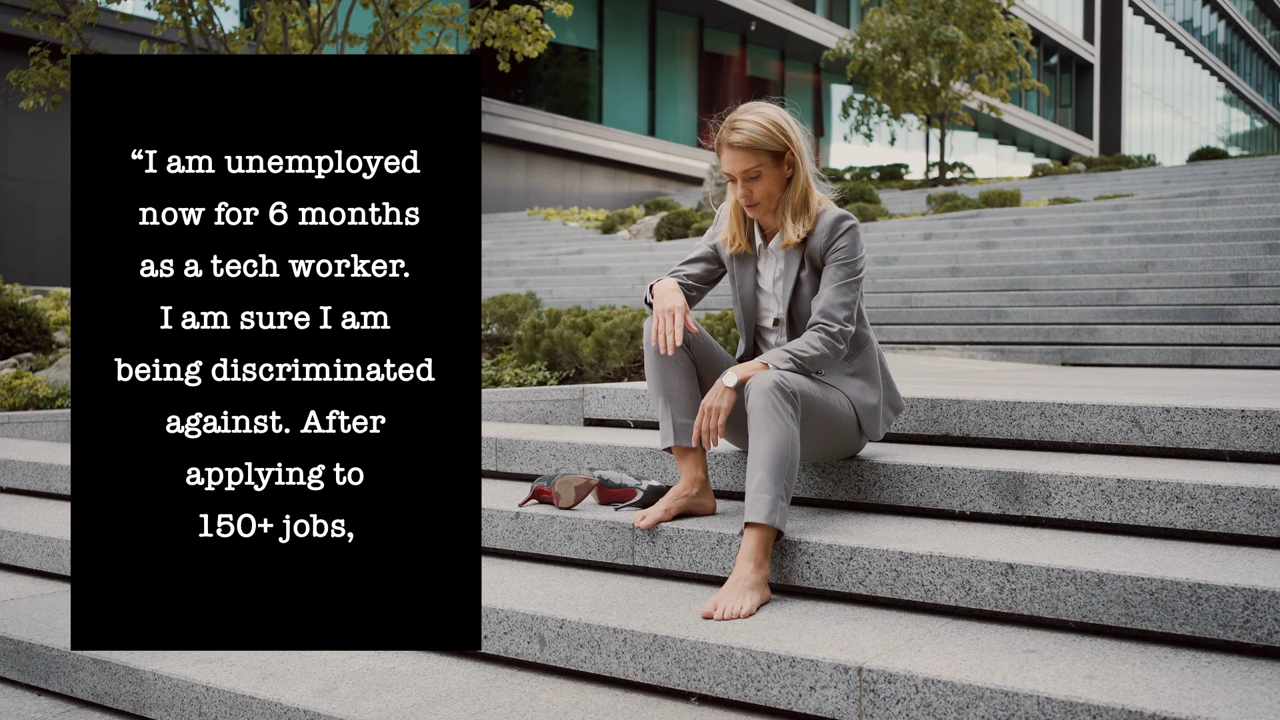 “I am unemployed
now for 6 months
as a tech worker.
I am sure I am
being discriminated
against. After
applying to
150+ jobs,